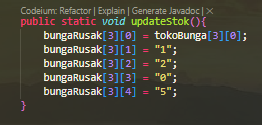 Codeium: Refactor | Explain | Generate Javadoc | ×
public static void updateStok(){
bungaRusak[3][0] = tokoBunga[3][0];
bungaRusak[3][1] = "1";
bungaRusak[3][2] = "2";
bungaRusak[3][3] = "0";
bungaRusak[3][4] = "5";
}